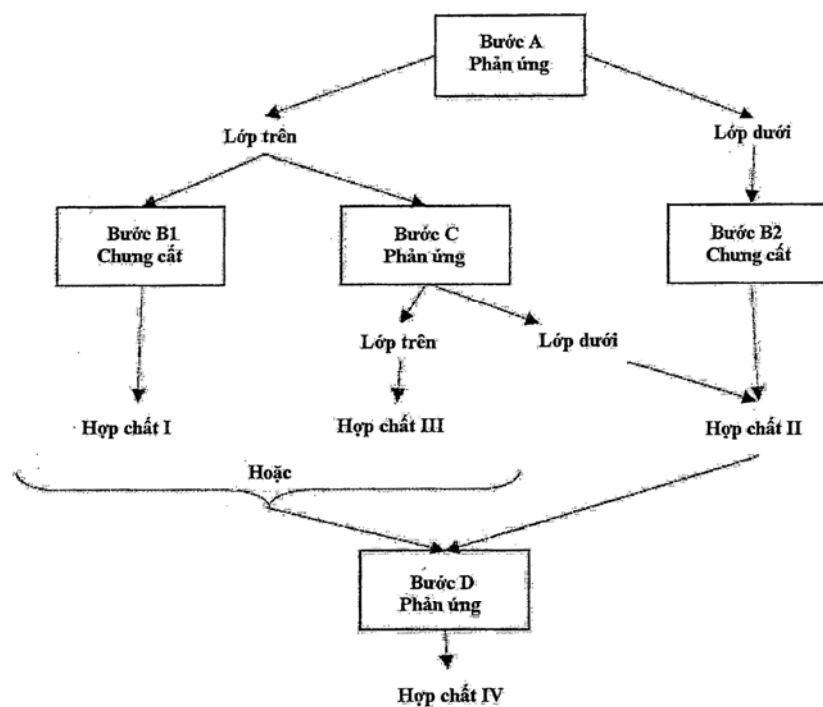 Bước A
Phản ứng
Lớp trên
Lớp dưới
Bước B1
Chưng cất
Bước C
Phản ứng
Bước B2
Chưng cất
Lớp trên
Lớp dưới
Hợp chất I
Hợp chất III
Hợp chất II
Hoặc
Bước D
Phản ứng
Hợp chất IV